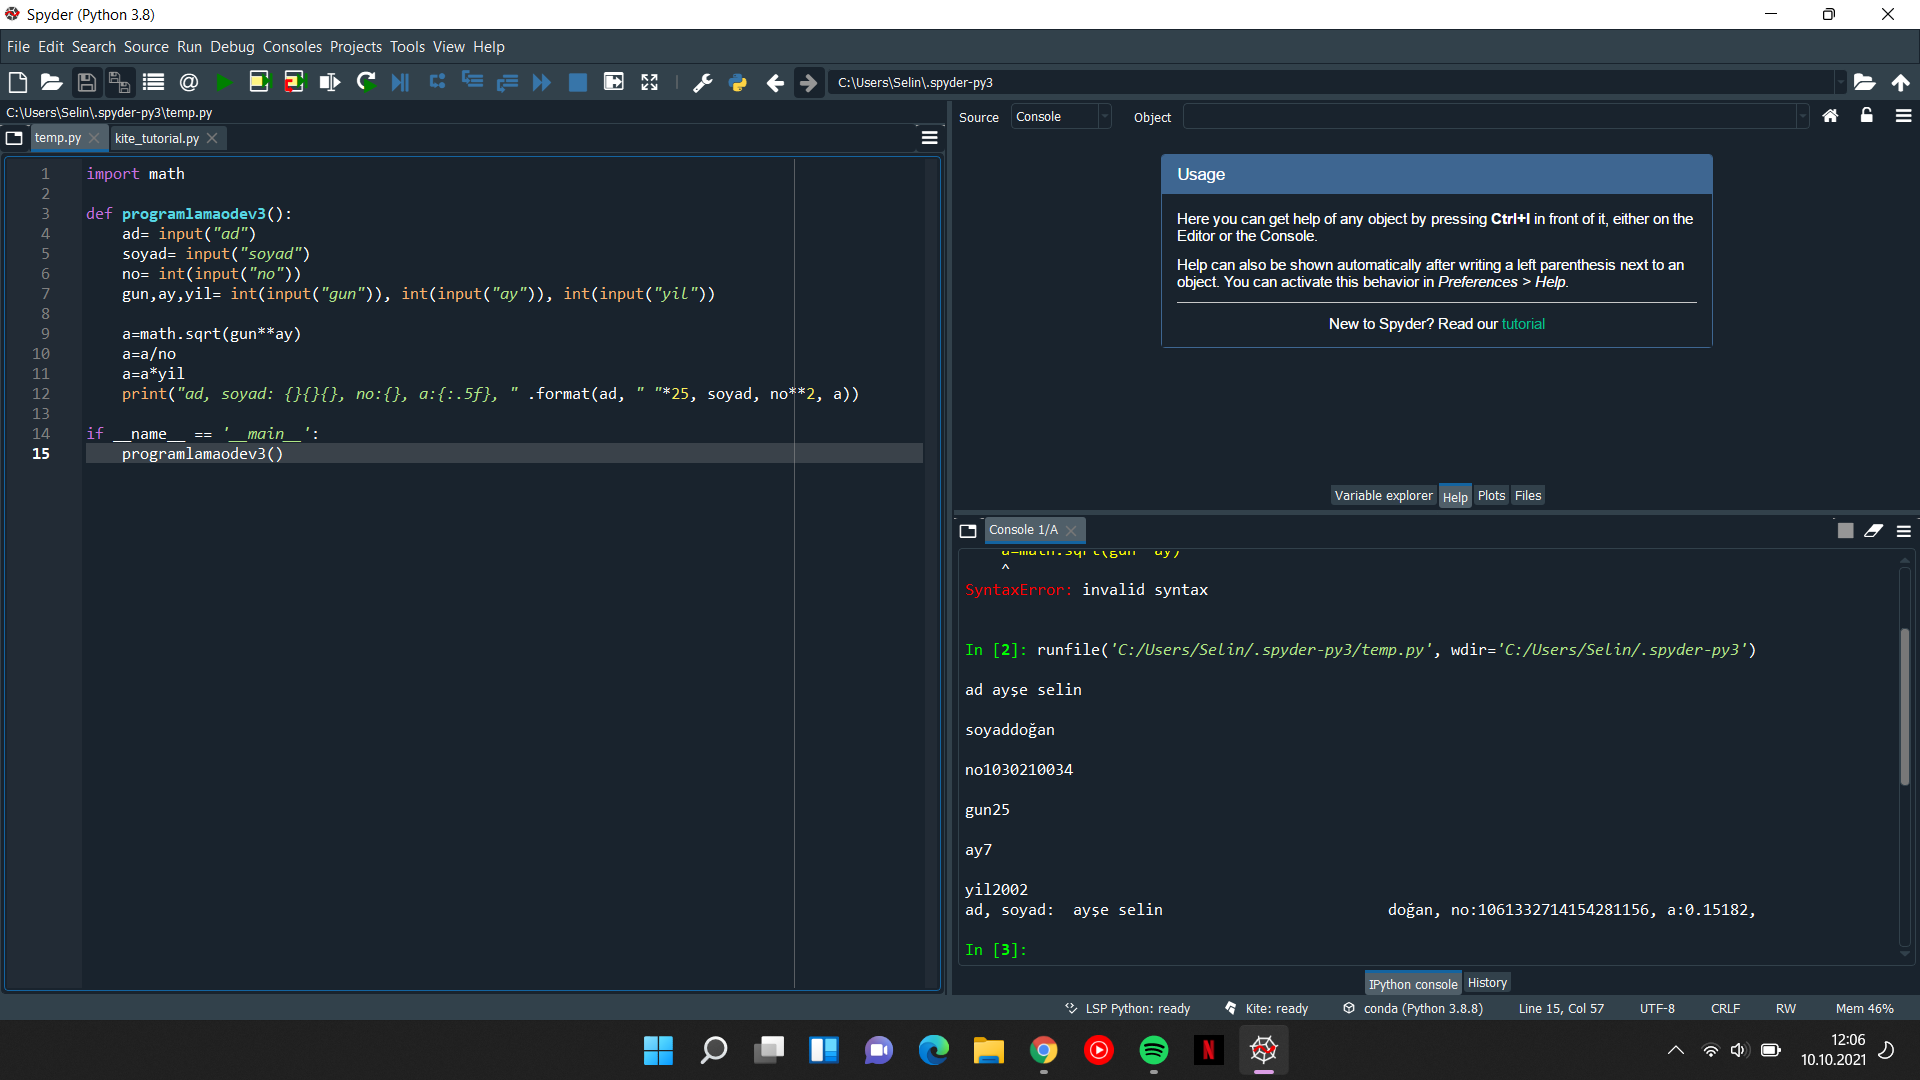 Spyder (Python 3.8)
File Edit Search Source Run Debug Consoles Projects Tools View Help
C:\Users\Selin\.spyder-py3
C:\Users\Selin\.spyder-py3\temp.py
temp.py
kite_tutorial.py
1 import math
2
3 def programlamaodev3():
4 ad= input("ad")
5 soyad= input("soyad")
6 no= int(input("no"))
7 gun,ay,yil= int(input("gun")), int(input("ay")), int(input("yil"))
8
9 a=math.sqrt(gun**ay)
10 a=a/no
11 a=a*yil
12 print("ad, soyad: {}{}{}, no:{}, a:{:.5f}, " .format(ad, " "*25, soyad, no**2, a))
13
14 if __name__ == '__main__':
15 programlamaodev3()
Source Console Object
Usage
Here you can get help of any object by pressing Ctrl+I in front of it, either on the
Editor or the Console.
Help can also be shown automatically after writing a left parenthesis next to an
object. You can activate this behavior in Preferences > Help.
New to Spyder? Read our tutorial
Variable explorer Help Plots Files
Console 1/A
a=math.sqrt(gun**ay)
^
SyntaxError: invalid syntax
In [2]: runfile('C:/Users/Selin/.spyder-py3/temp.py', wdir='C:/Users/Selin/.spyder-py3')
ad ayşe selin
soyaddoğan
no1030210034
gun25
ay7
yil2002
ad, soyad:  ayşe selin                         doğan, no:1061332714154281156, a:0.15182,
In [3]:
IPython console History
LSP Python: ready Kite: ready conda (Python 3.8.8) Line 15, Col 57 UTF-8 CRLF RW Mem 46%
12:06
10.10.2021